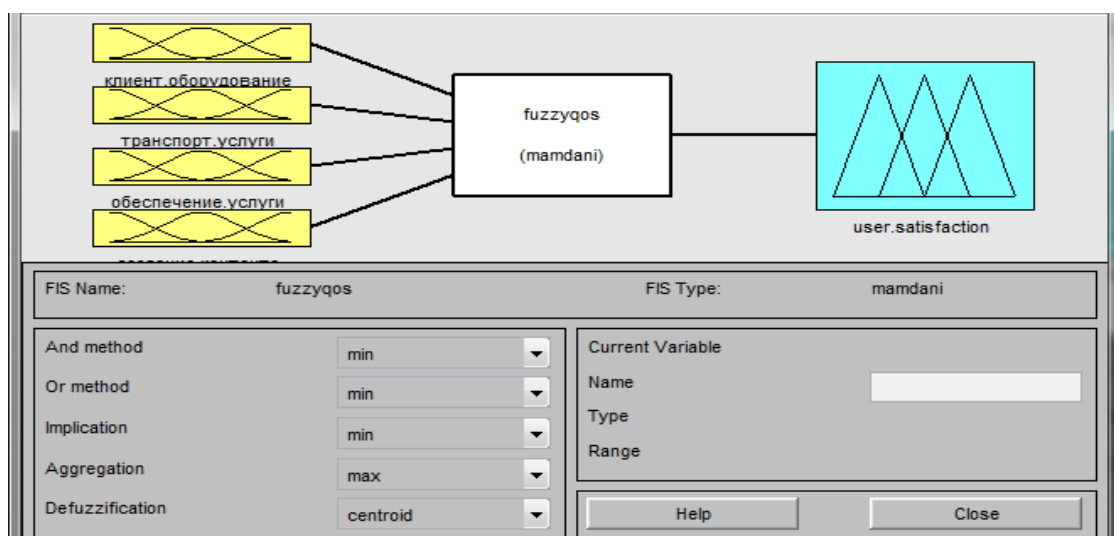 клиент.оборудование
транспорт.услуги
обеспечение.услуги
fuzzyqos
(mamdani)
user.satisfaction
FIS Name: fuzzyqos FIS Type: mamdani
And method min
Or method min
Implication min
Aggregation max
Defuzzification centroid
Current Variable
Name
Type
Range
Help Close